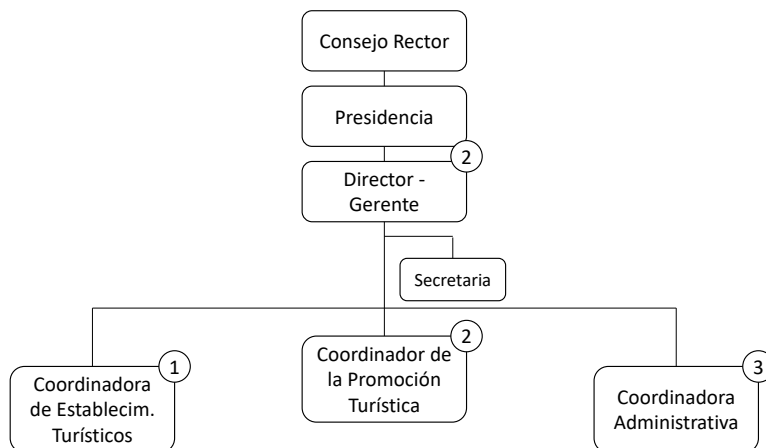 Consejo Rector
Presidencia
2
Director -
Gerente
Secretaria
1
Coordinadora
de Establecim.
Turísticos
2
Coordinador de
la Promoción
Turística
3
Coordinadora
Administrativa